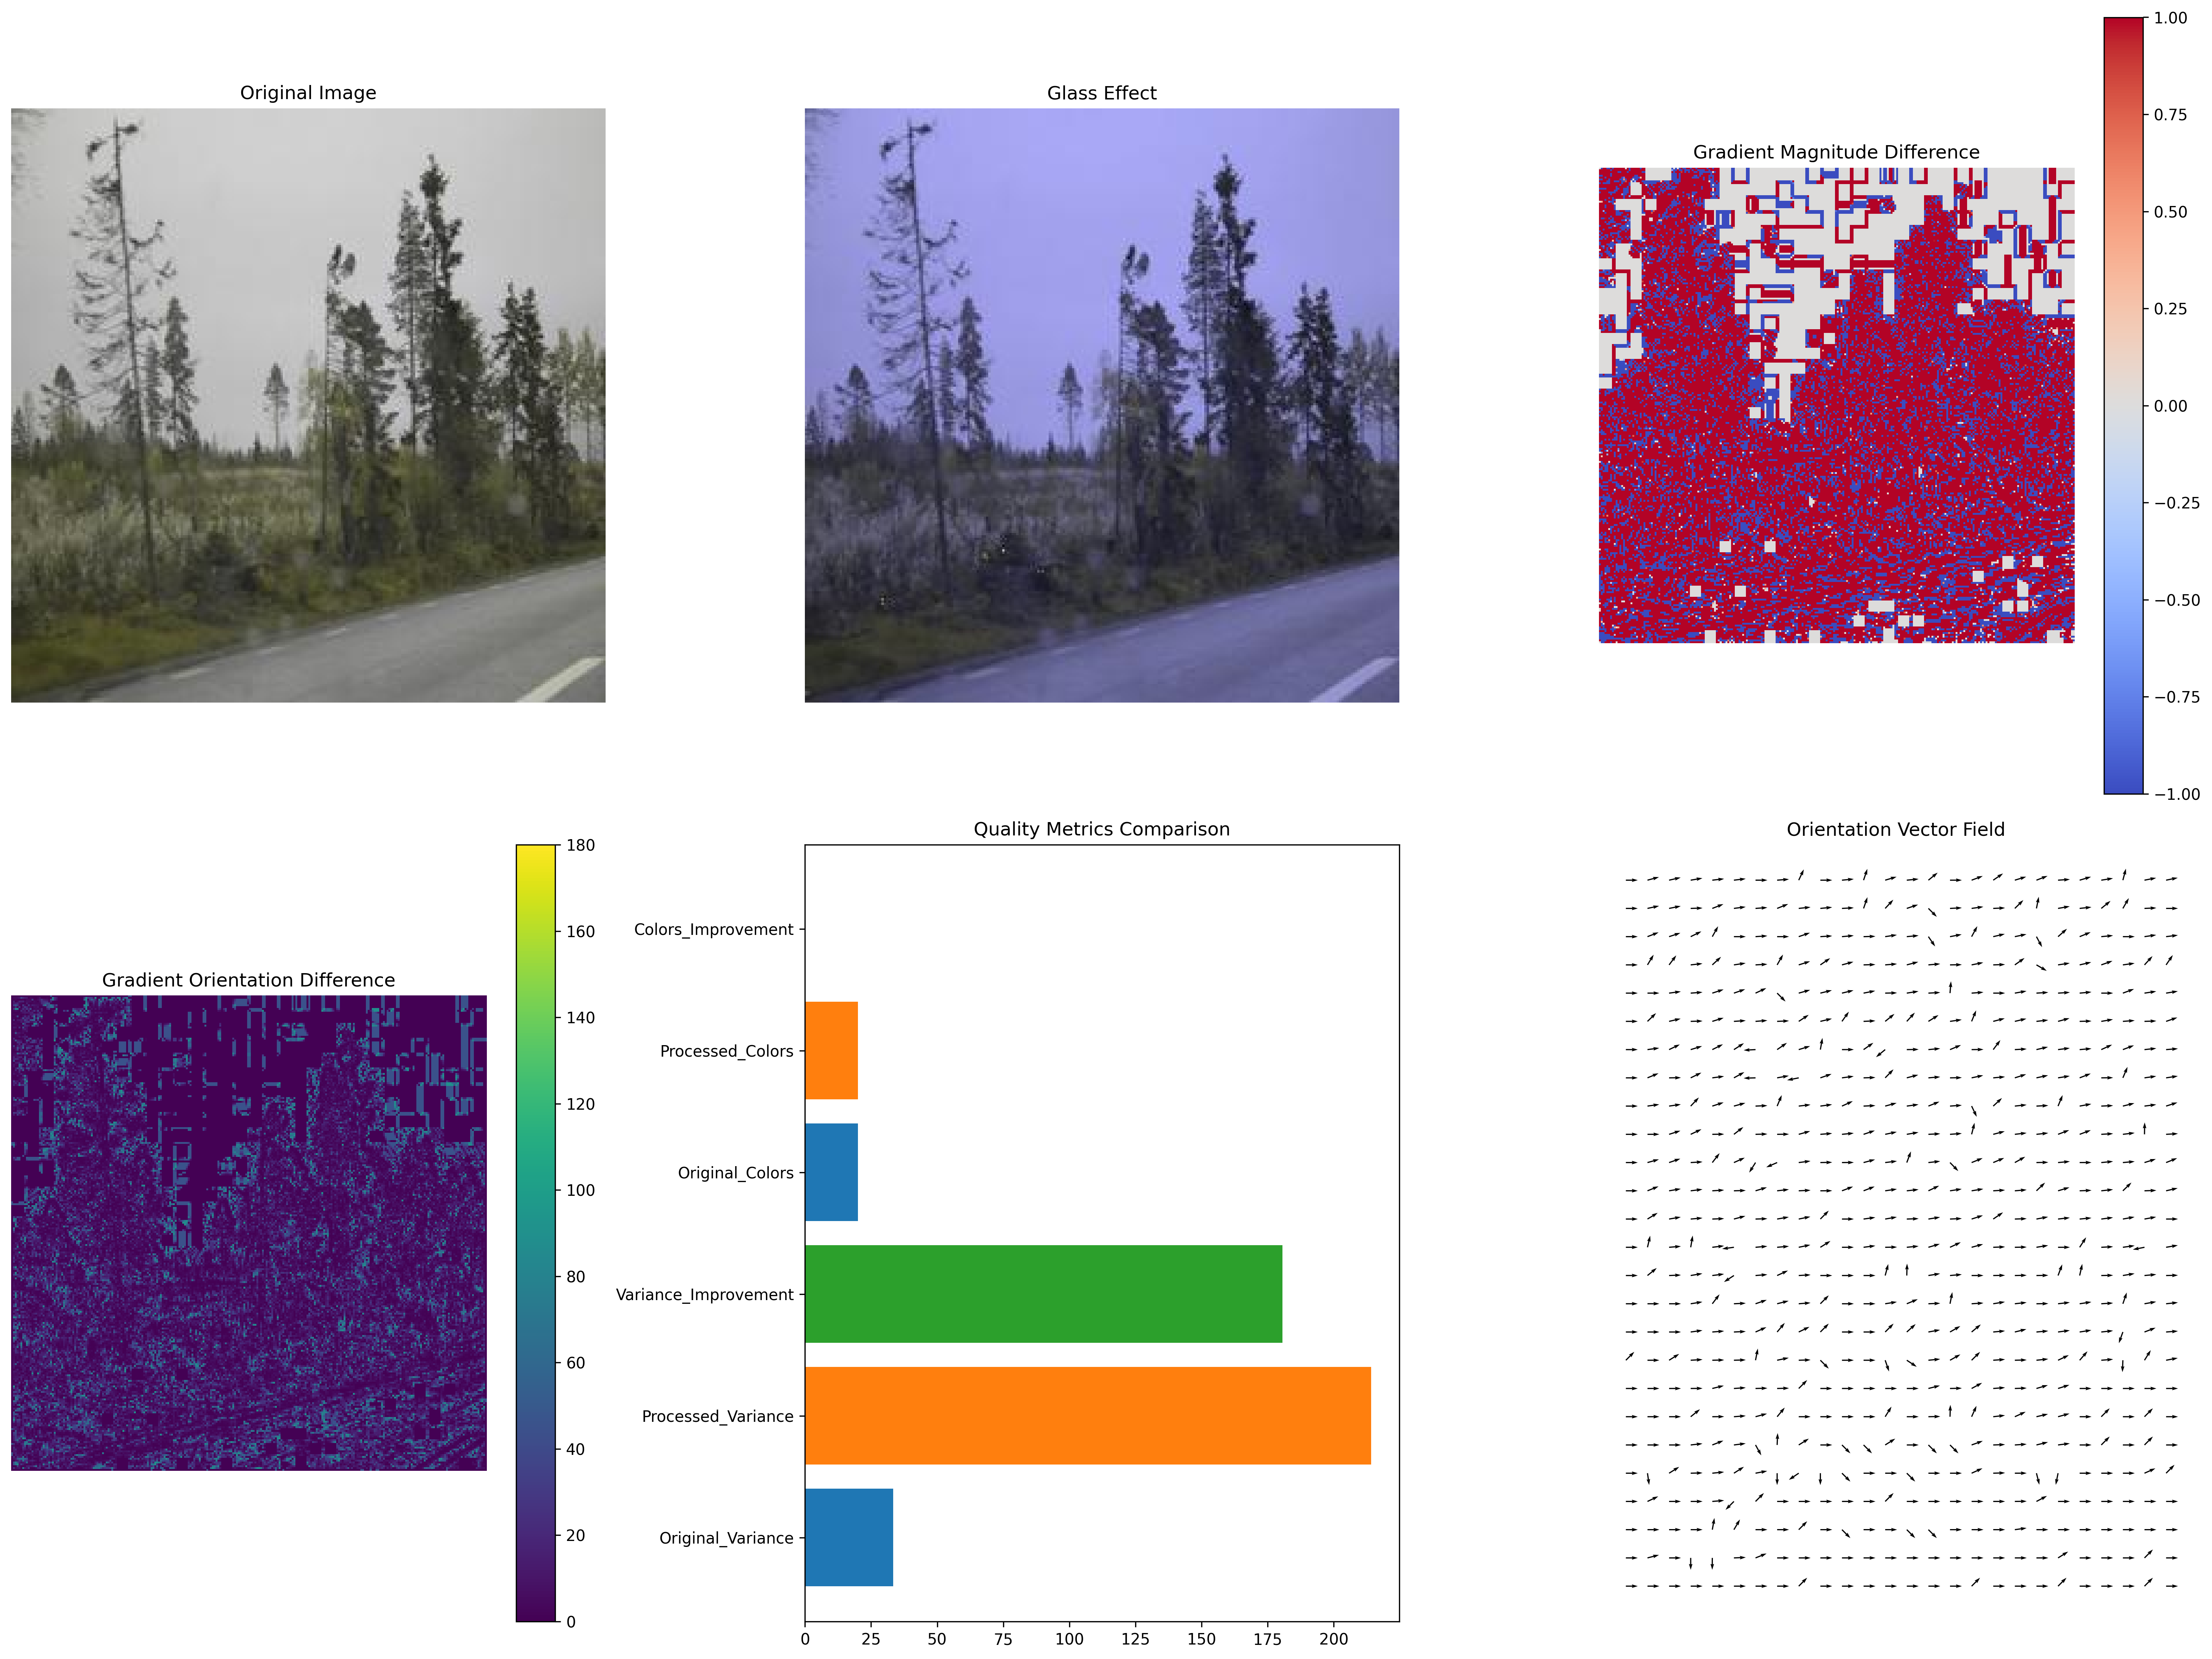 Original Image
Glass Effect
Gradient Magnitude Difference
1.00
0.75
0.50
0.25
0.00
−0.25
−0.50
−0.75
−1.00
Gradient Orientation Difference
180
160
140
120
100
80
60
40
20
0
Quality Metrics Comparison
Colors_Improvement
Processed_Colors
Original_Colors
Variance_Improvement
Processed_Variance
Original_Variance
0 25 50 75 100 125 150 175 200
Orientation Vector Field